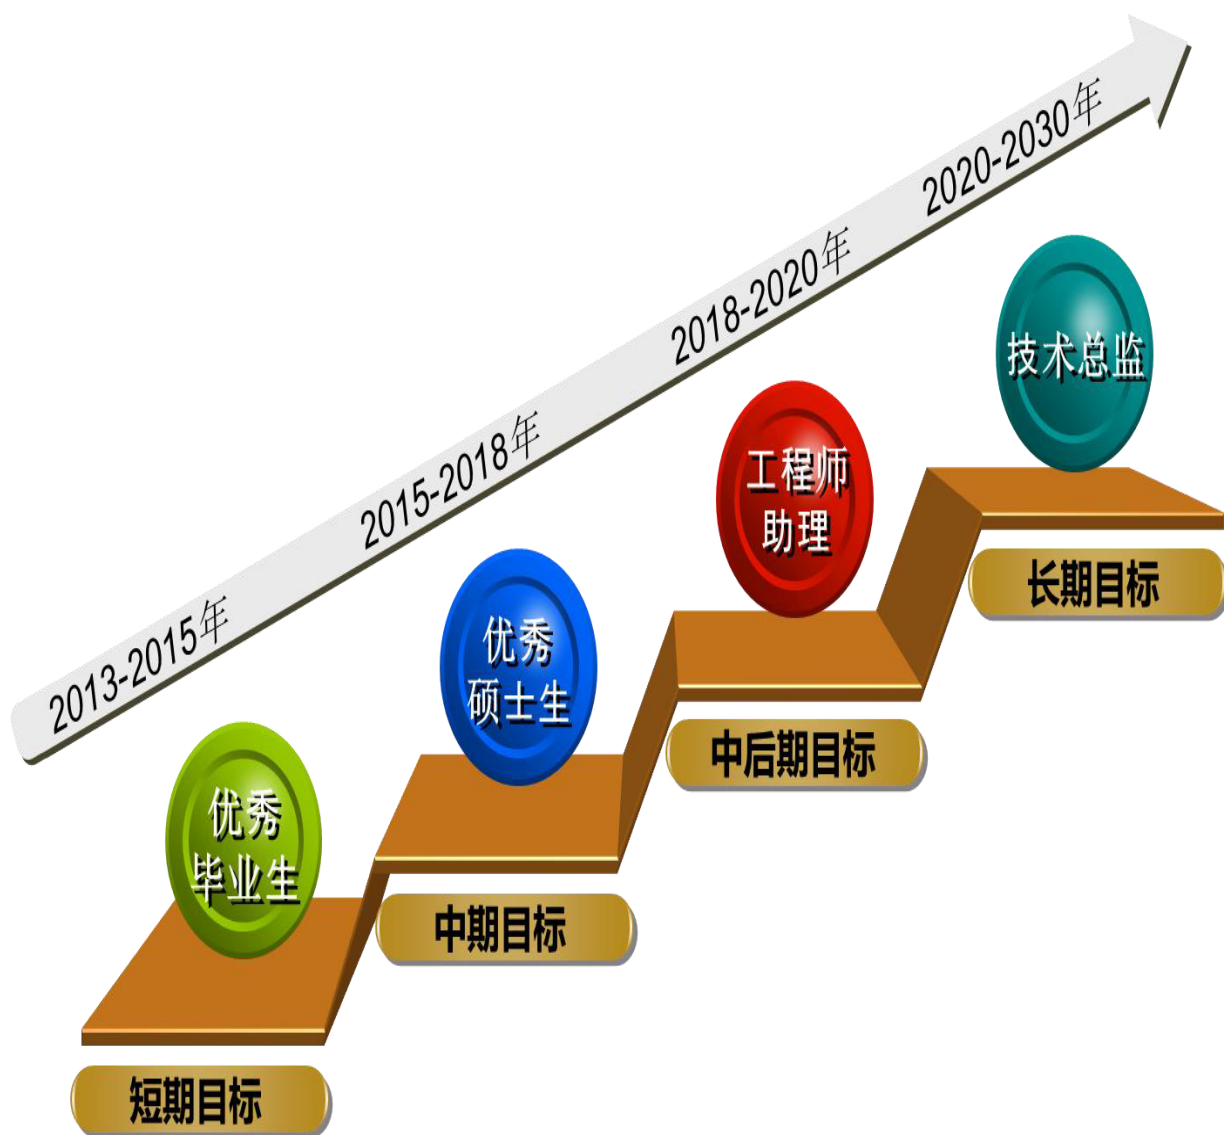 2013-2015年
2015-2018年
2018-2020年
2020-2030年
优秀
毕业生
短期目标
优秀
硕士生
中期目标
工程师
助理
中后期目标
技术总监
长期目标